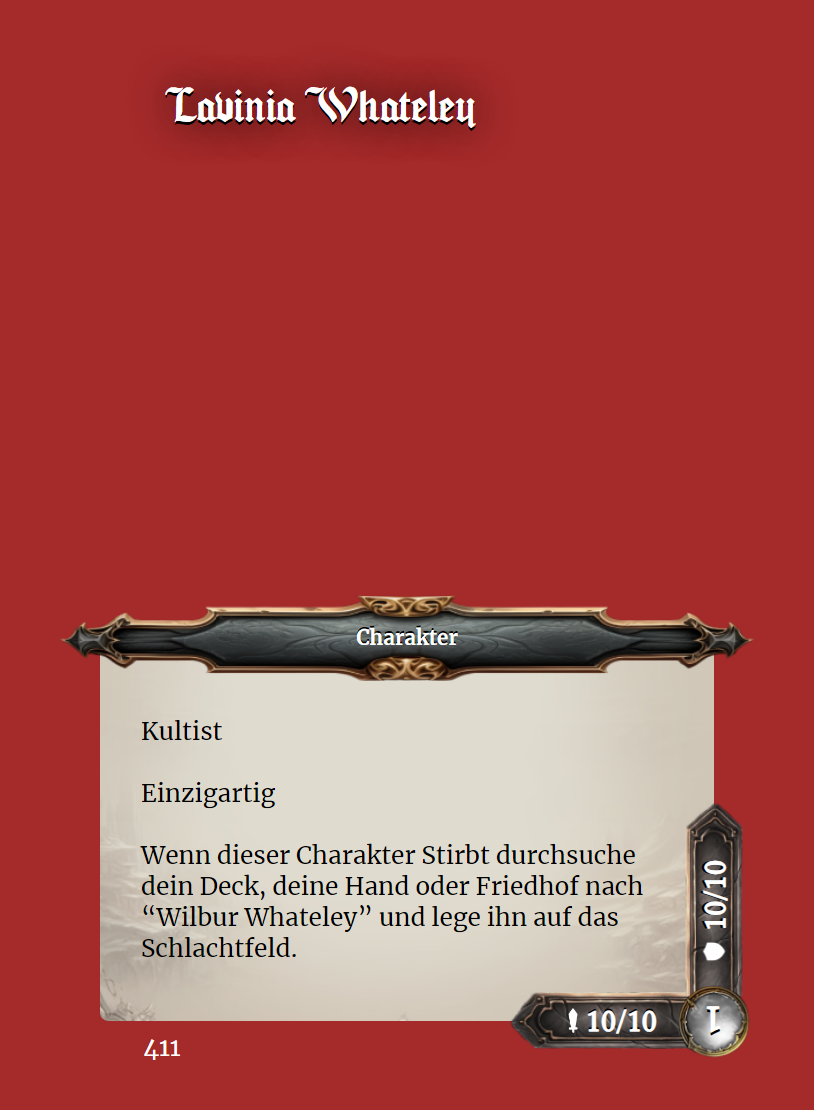 Lavinia Whateley
Charakter
Kultist
Einzigartig
Wenn dieser Charakter Stirbt durchsuche
dein Deck, deine Hand oder Friedhof nach
“Wilbur Whateley” und lege ihn auf das
Schlachtfeld.
10/10
10/10
1
411